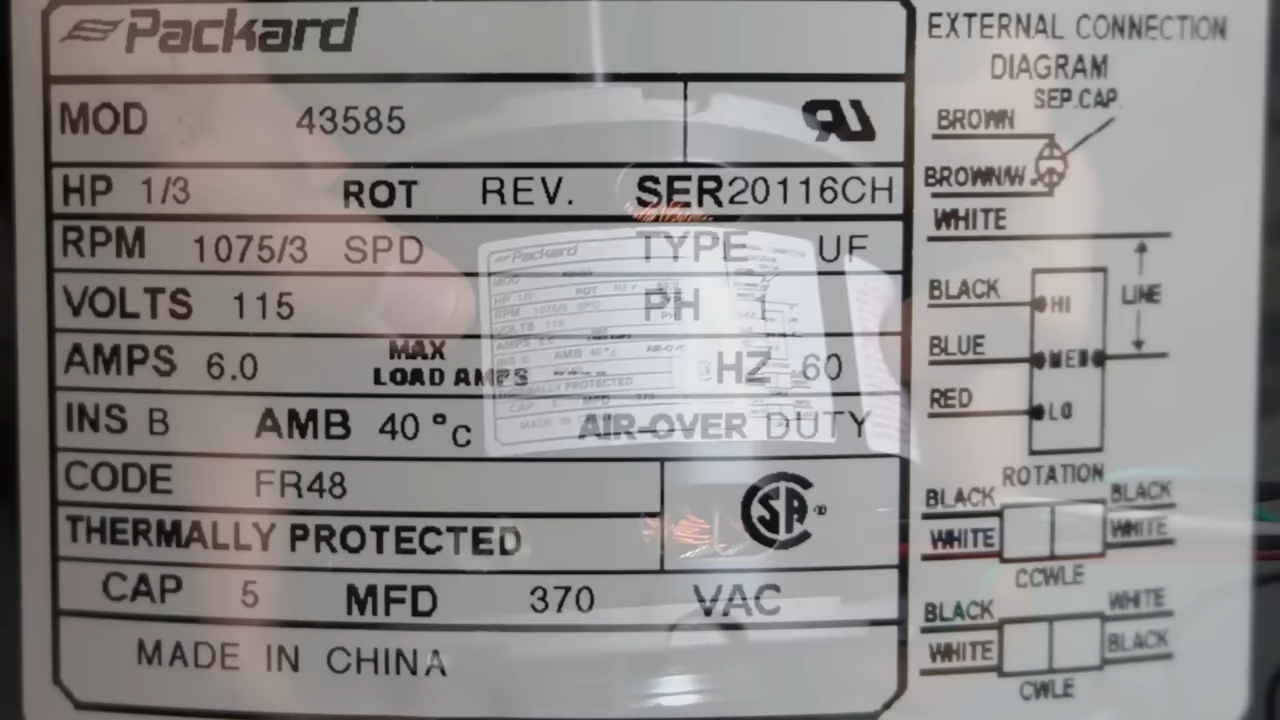 Packard
MOD 43585
HP 1/3 ROT REV. SER20116CH
RPM 1075/3 SPD TYPE UF
VOLTS 115 PH 1
AMPS 6.0 MAX LOAD AMPS HZ 60
INS B AMB 40°C AIR-OVER DUTY
CODE FR48
THERMALLY PROTECTED
CAP 5 MFD 370 VAC
MADE IN CHINA
EXTERNAL CONNECTION
DIAGRAM
SEP.CAP.
BROWN
BROWN/W
WHITE
BLACK HI LINE
BLUE MED
RED LO
ROTATION
BLACK BLACK
WHITE WHITE
CCWLE
BLACK WHITE
WHITE BLACK
CWLE